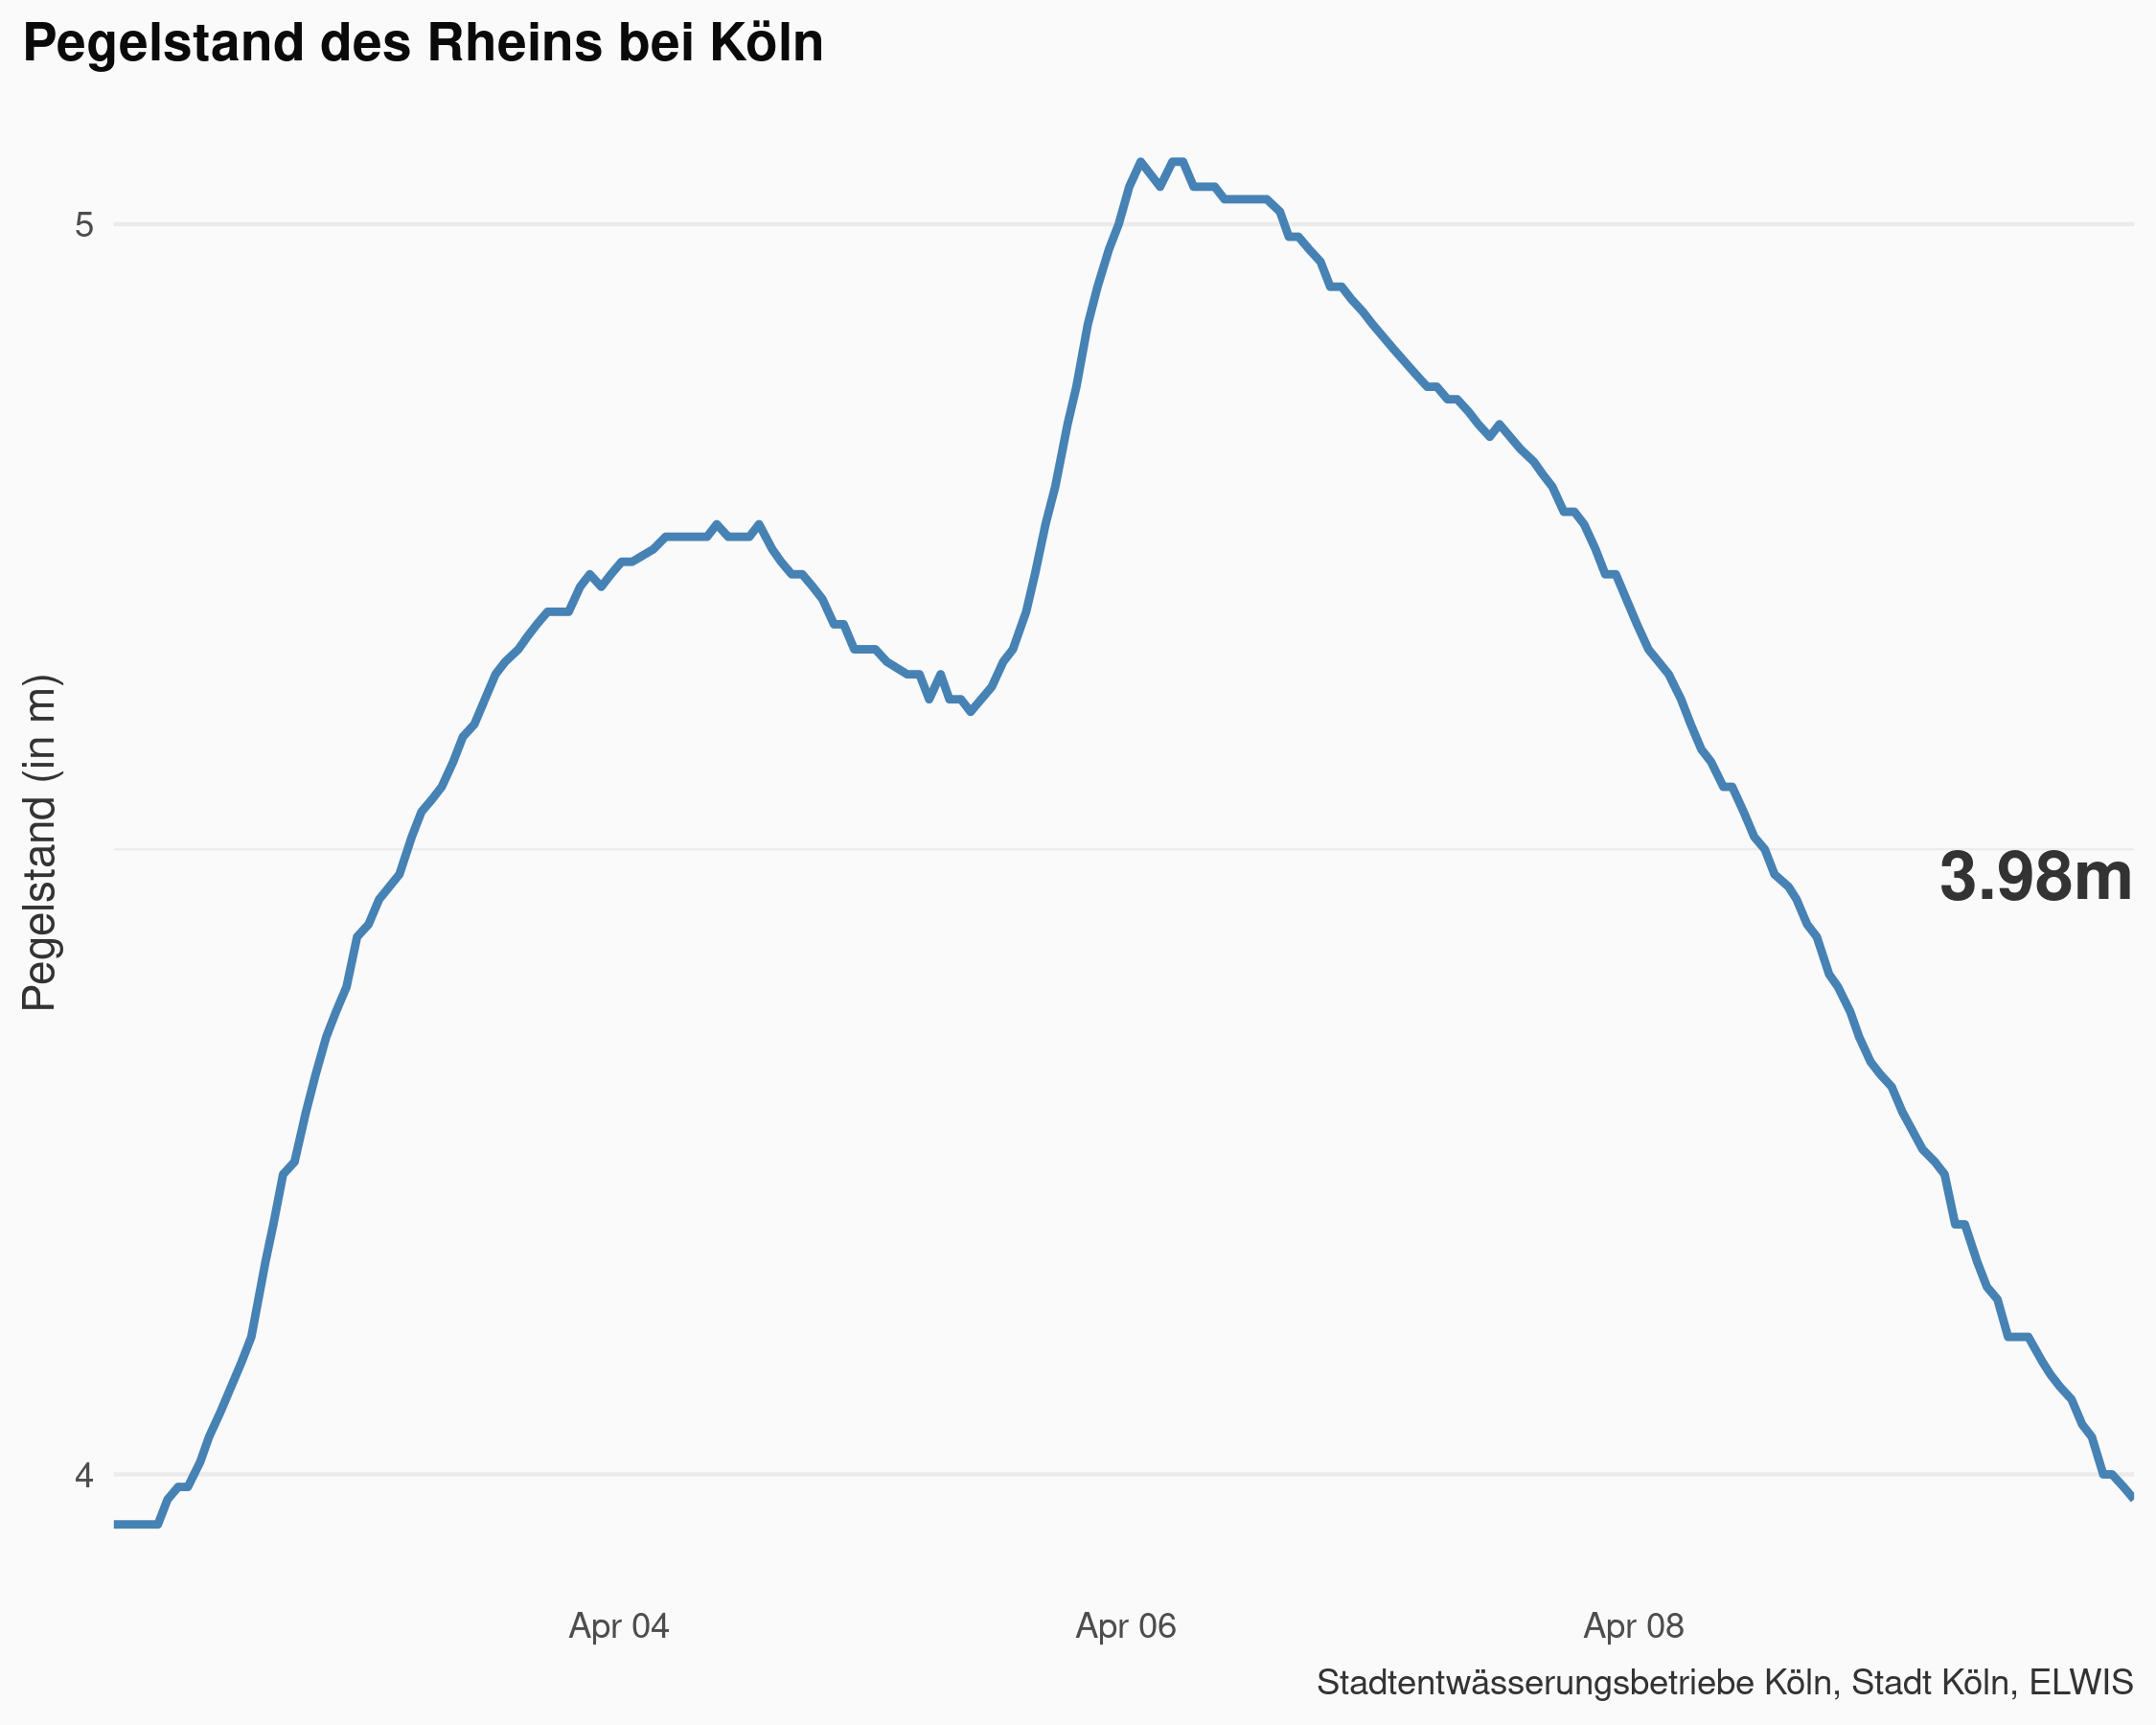 Pegelstand des Rheins bei Köln
Pegelstand (in m)
5
4
3.98m
Apr 04
Apr 06
Apr 08
Stadtentwässerungsbetriebe Köln, Stadt Köln, ELWIS